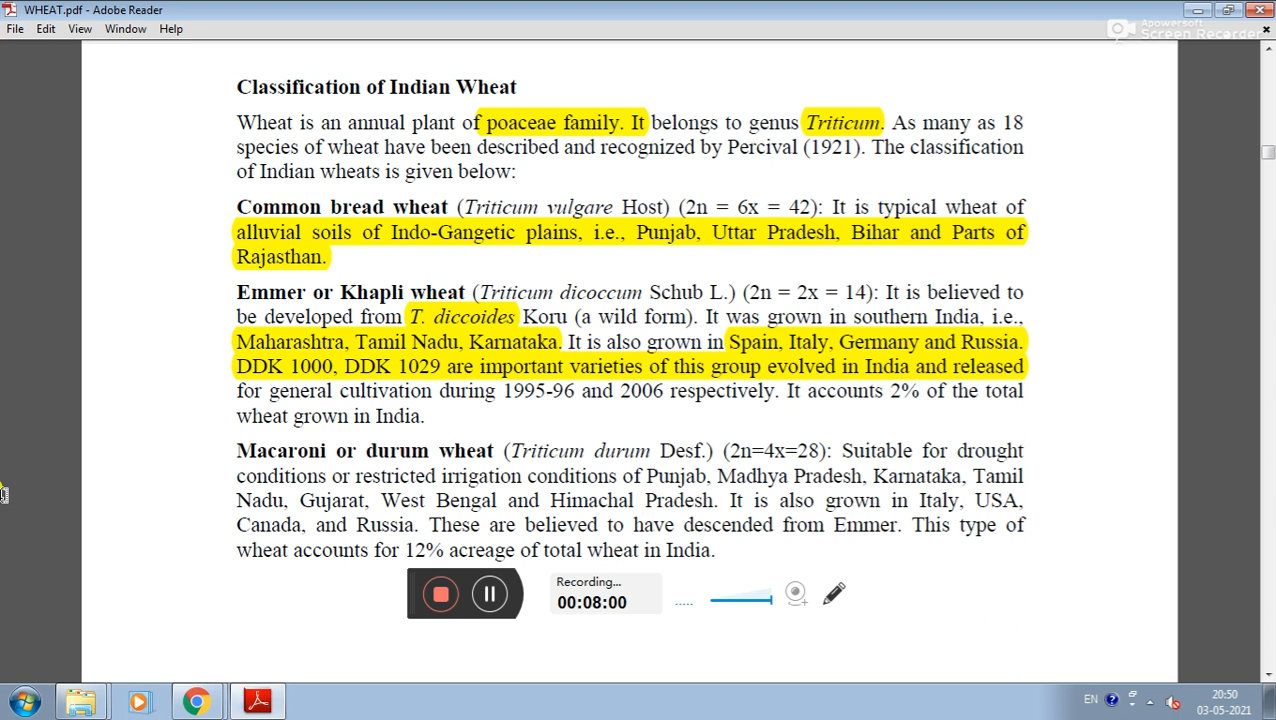 WHEAT.pdf - Adobe Reader
File Edit View Window Help
Apowersoft
Screen Recorder
Classification of Indian Wheat
Wheat is an annual plant of poaceae family. It belongs to genus Triticum. As many as 18
species of wheat have been described and recognized by Percival (1921). The classification
of Indian wheats is given below:
Common bread wheat (Triticum vulgare Host) (2n = 6x = 42): It is typical wheat of
alluvial soils of Indo-Gangetic plains, i.e., Punjab, Uttar Pradesh, Bihar and Parts of
Rajasthan.
Emmer or Khapli wheat (Triticum dicoccum Schub L.) (2n = 2x = 14): It is believed to
be developed from T. diccoides Koru (a wild form). It was grown in southern India, i.e.,
Maharashtra, Tamil Nadu, Karnataka. It is also grown in Spain, Italy, Germany and Russia.
DDK 1000, DDK 1029 are important varieties of this group evolved in India and released
for general cultivation during 1995-96 and 2006 respectively. It accounts 2% of the total
wheat grown in India.
Macaroni or durum wheat (Triticum durum Desf.) (2n=4x=28): Suitable for drought
conditions or restricted irrigation conditions of Punjab, Madhya Pradesh, Karnataka, Tamil
Nadu, Gujarat, West Bengal and Himachal Pradesh. It is also grown in Italy, USA,
Canada, and Russia. These are believed to have descended from Emmer. This type of
wheat accounts for 12% acreage of total wheat in India.
Recording...
00:08:00
EN
20:50
03-05-2021